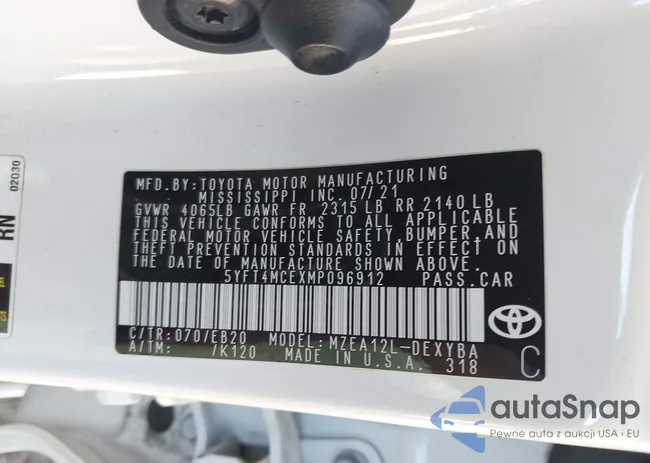 02030
RN
MFD.BY: TOYOTA MOTOR MANUFACTURING
MISSISSIPPI INC. 07/21
GVWR 4065LB GAWR FR 2315 LB RR 2140 LB
THIS VEHICLE CONFORMS TO ALL APPLICABLE
FEDERAL MOTOR VEHICLE SAFETY, BUMPER, AND
THEFT PREVENTION STANDARDS IN EFFECT ON
THE DATE OF MANUFACTURE SHOWN ABOVE.
5YFT4MCEXMP096912 PASS.CAR
C/TR: 070/EB20 MODEL: MZEA12L-DEXYBA
A/TM: /K120 MADE IN U.S.A. 318
C
autaSnap
Pewne auta z aukcji USA i EU